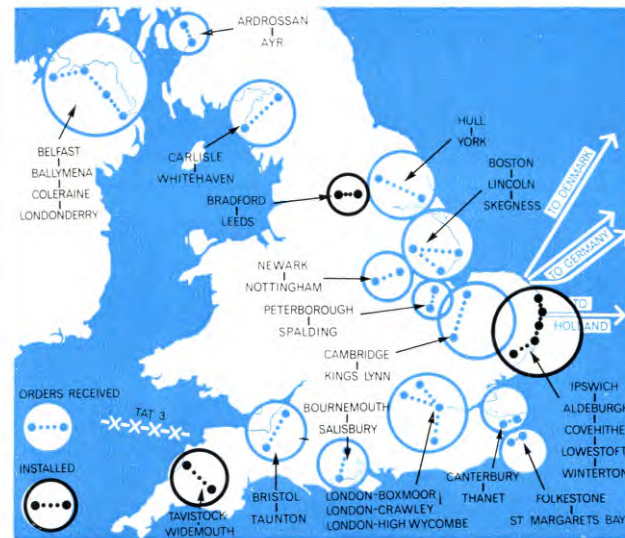 ARDROSSAN
AYR
BELFAST
BALLYMENA
COLERAINE
LONDONDERRY
CARLISLE
WHITEHAVEN
HULL
YORK
BRADFORD
LEEDS
BOSTON
LINCOLN
SKEGNESS
TO DENMARK
TO GERMANY
TO
HOLLAND
NEWARK
NOTTINGHAM
PETERBOROUGH
SPALDING
CAMBRIDGE
KINGS LYNN
IPSWICH
ALDEBURGH
COVEHITHE
LOWESTOFT
WINTERTON
ORDERS RECEIVED
TAT 3
INSTALLED
TAVISTOCK
WIDEMOUTH
BRISTOL
TAUNTON
BOURNEMOUTH
SALISBURY
LONDON-BOXMOOR
LONDON-CRAWLEY
LONDON-HIGH WYCOMBE
CANTERBURY
THANET
FOLKESTONE
ST MARGARETS BAY